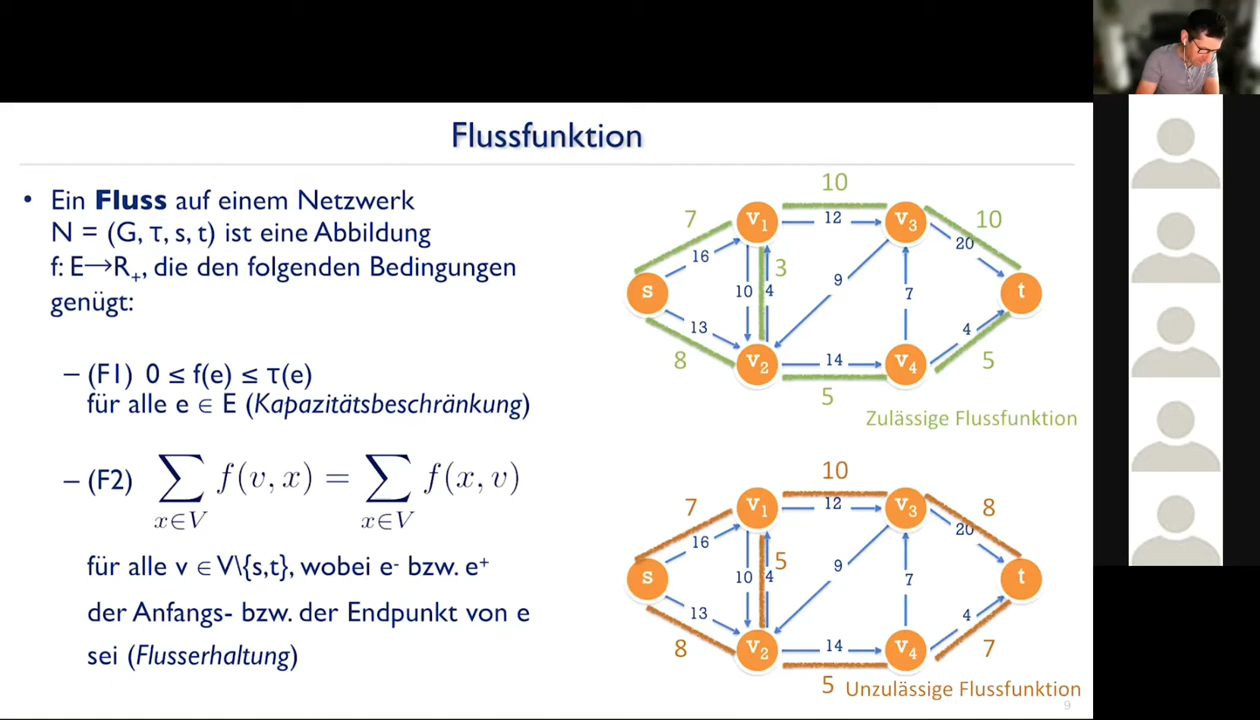 Flussfunktion
• Ein Fluss auf einem Netzwerk
N = (G, τ, s, t) ist eine Abbildung
f: E→R₊, die den folgenden Bedingungen
genügt:
– (F1) 0 ≤ f(e) ≤ τ(e)
für alle e ∈ E (Kapazitätsbeschränkung)
– (F2) ∑ f(v, x) = ∑ f(x, v)
x∈V x∈V
für alle v ∈ V\{s,t}, wobei e⁻ bzw. e⁺
der Anfangs- bzw. der Endpunkt von e
sei (Flusserhaltung)
10
7 v₁ 12 v₃ 10
16 20
3
s 10 4 9 7 t
13 4
8 v₂ 14 v₄ 5
5
Zulässige Flussfunktion
10
7 v₁ 12 v₃ 8
16 20
5
s 10 4 9 7 t
13 4
8 v₂ 14 v₄ 7
5 Unzulässige Flussfunktion
9